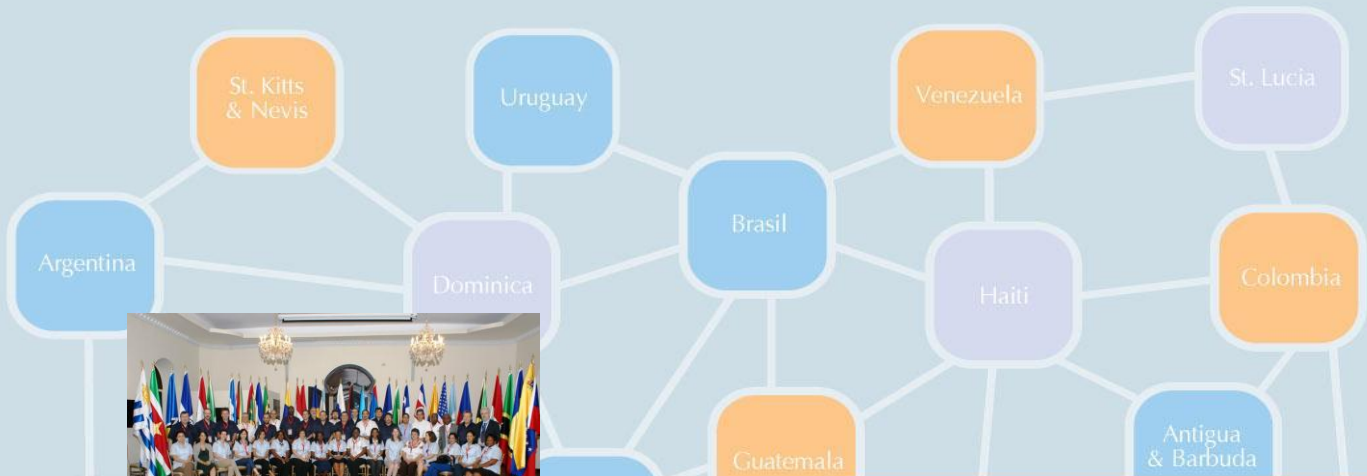 St. Kitts
& Nevis
Uruguay
Venezuela
St. Lucia
Brasil
Argentina
Dominica
Haiti
Colombia
Guatemala
Antigua
& Barbuda